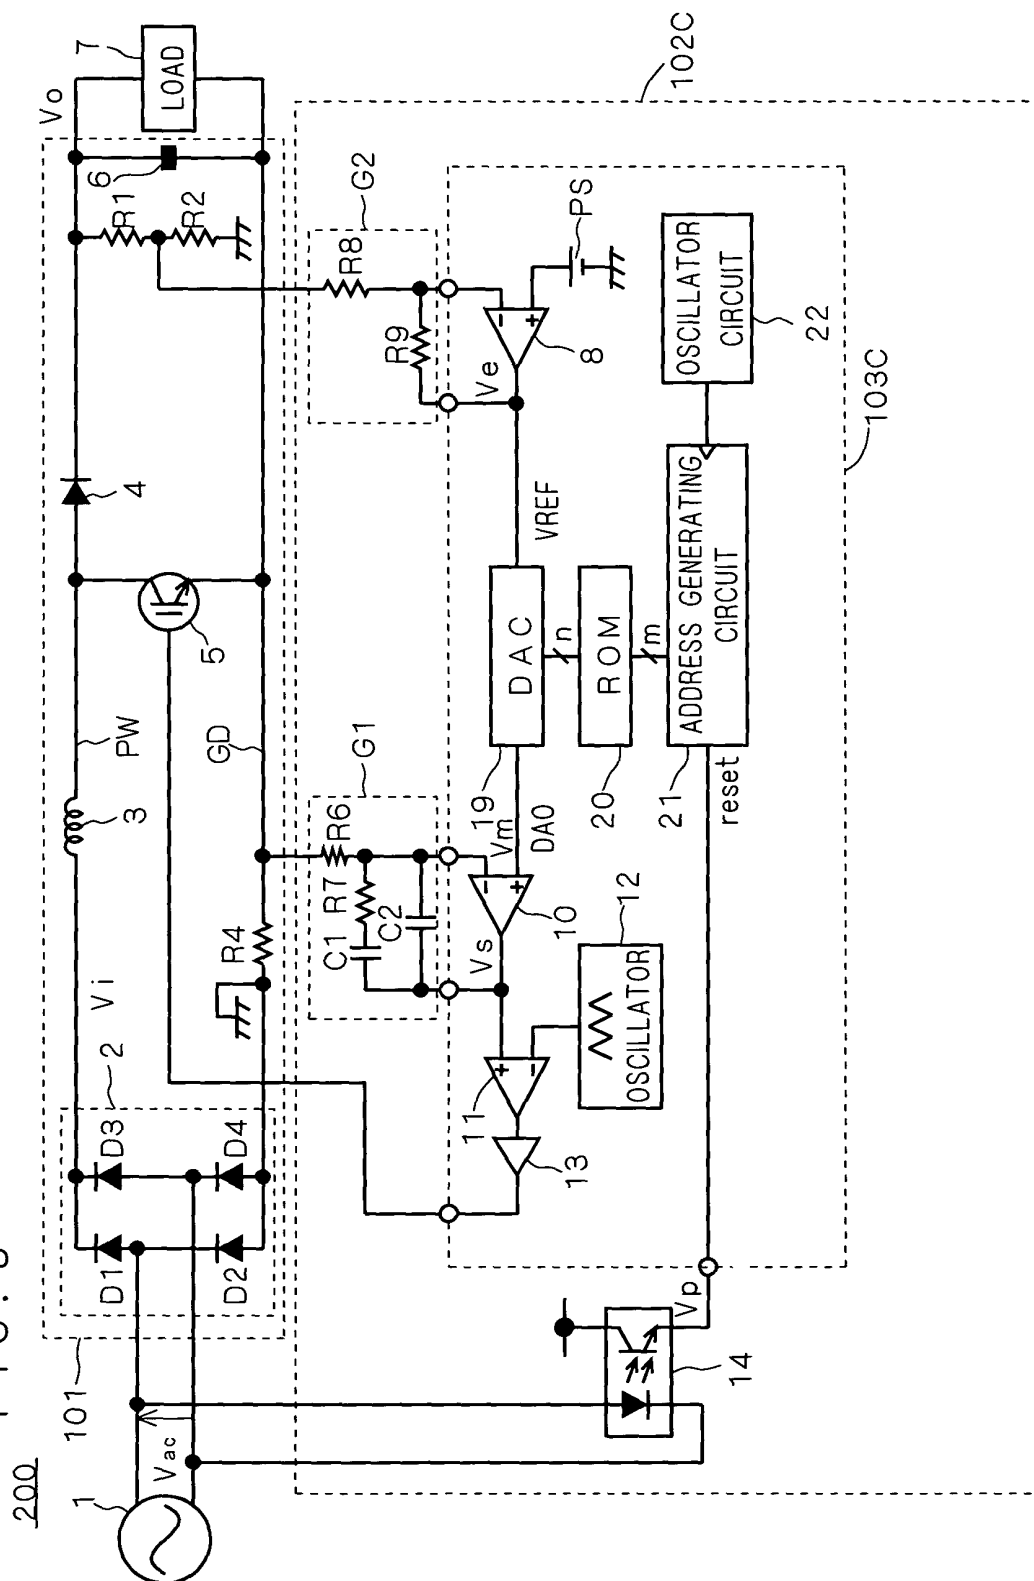 200
101
1
Vac
2
Vi
D1
D3
D2
D4
3
PW
4
5
GD
R4
Vo
7
LOAD
6
R1
R2
102C
G1
R6
R7
C1
C2
G2
R8
R9
103C
Vs
Vm
DAO
10
11
13
12
OSCILLATOR
Ve
8
PS
VREF
19
DAC
n
20
ROM
m
21
ADDRESS GENERATING
CIRCUIT
reset
OSCILLATOR
CIRCUIT
22
Vp
14